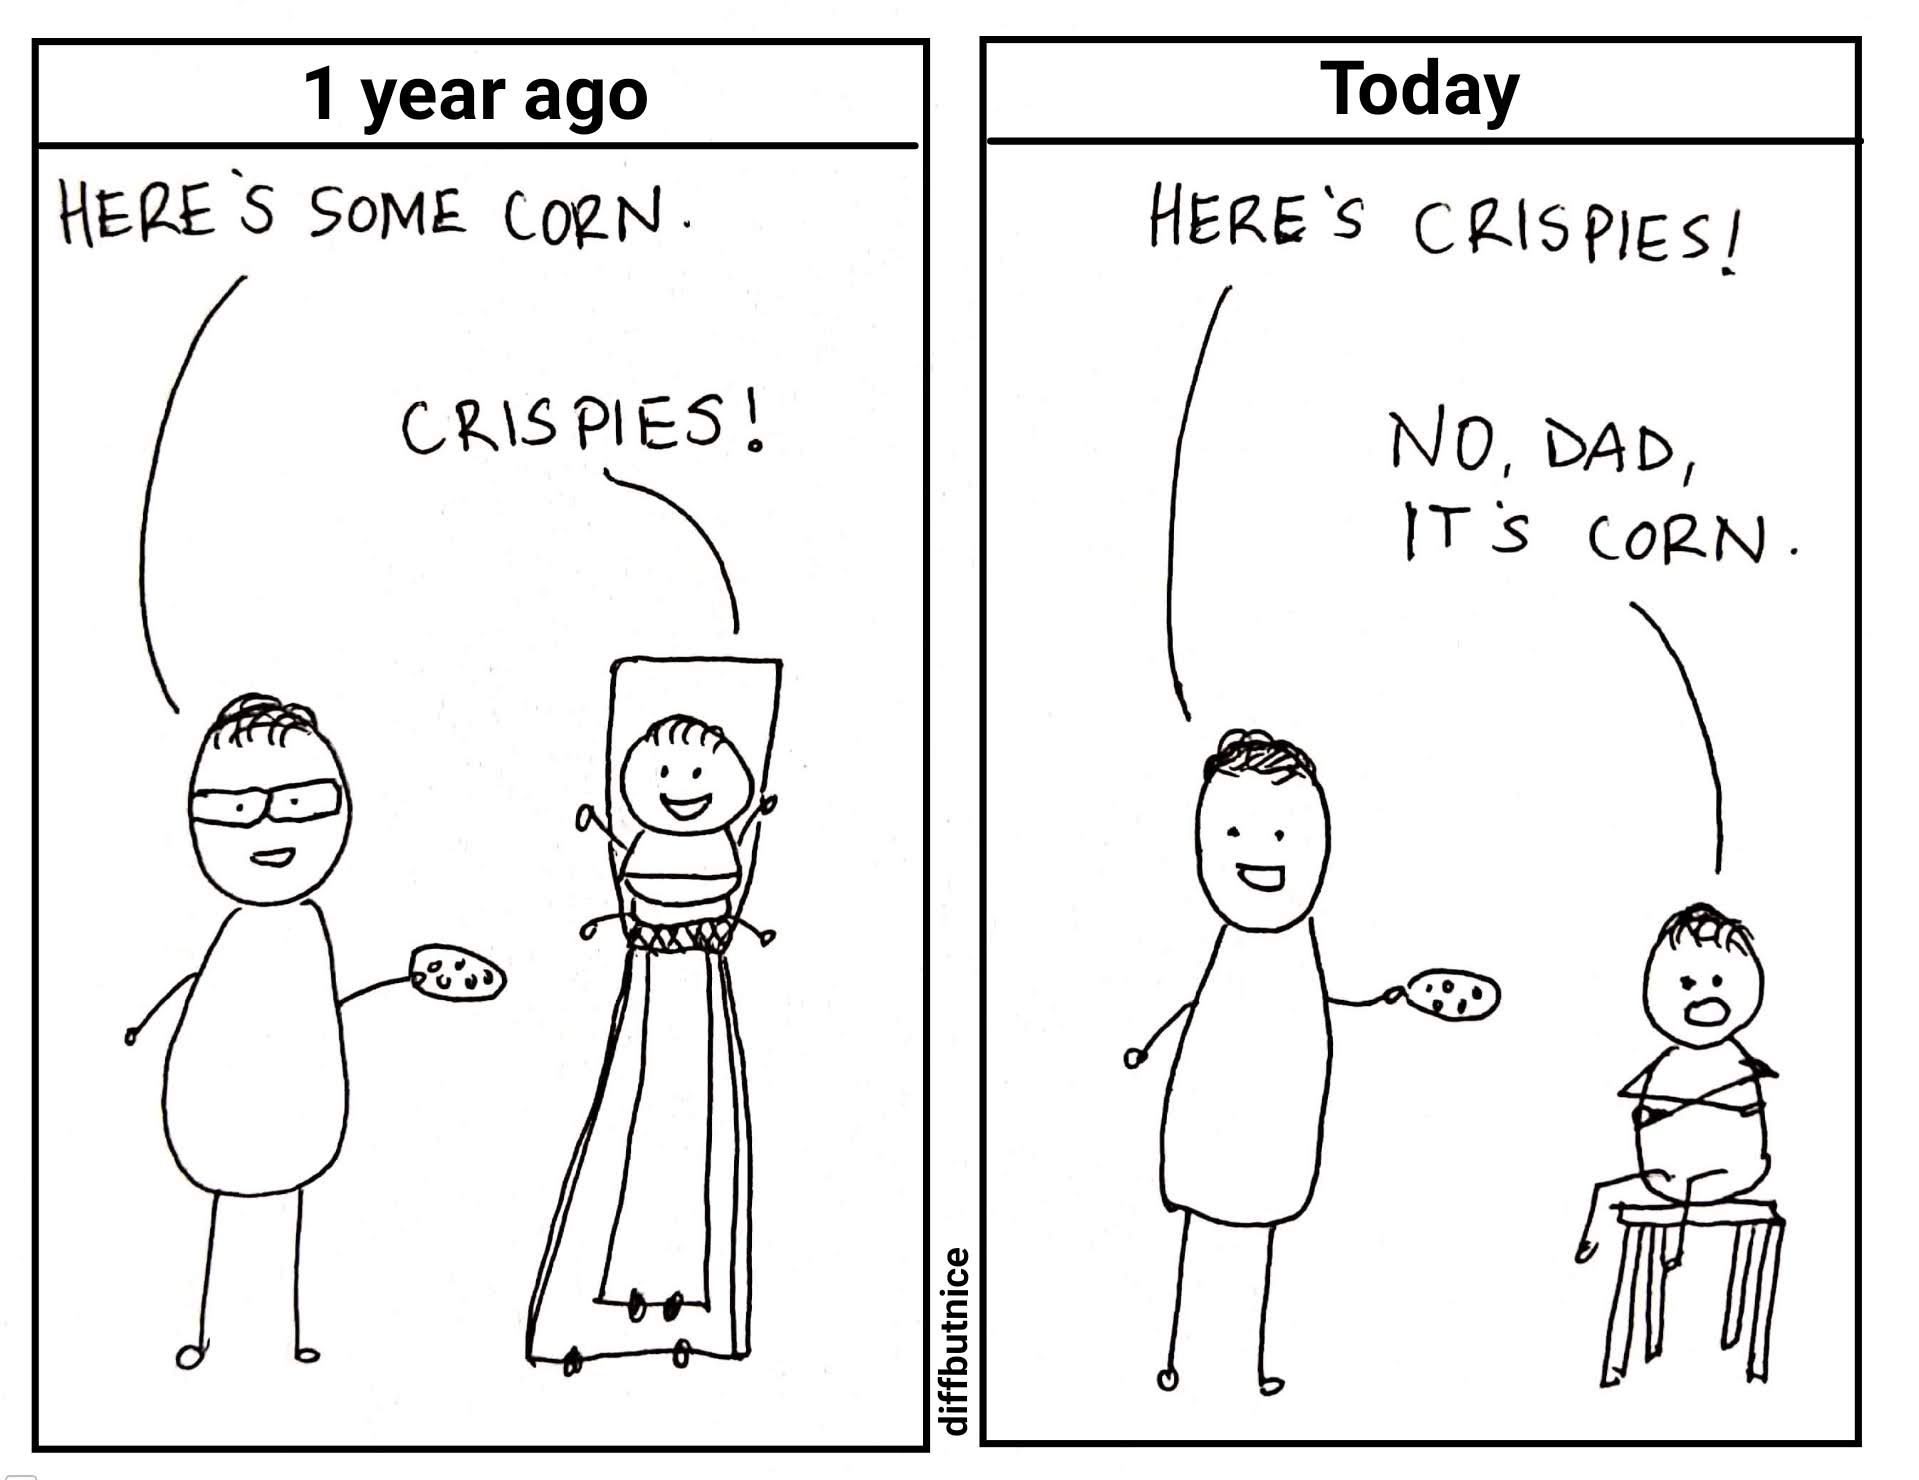 1 year ago
HERE'S SOME CORN.
CRISPIES!
Today
HERE'S CRISPIES!
NO, DAD,
IT'S CORN.
diffbutnice